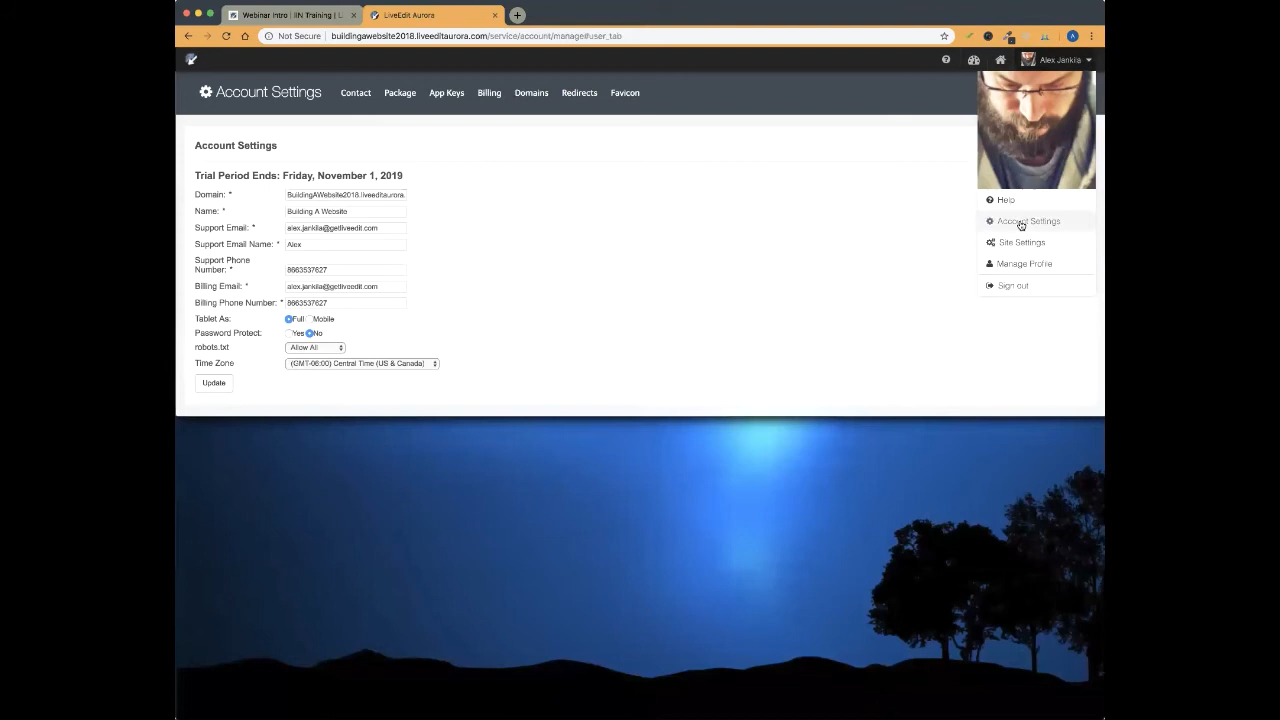 Webinar Intro | IIN Training | L
LiveEdit Aurora
Not Secure | buildingawebsite2018.liveeditaurora.com/service/account/manage#user_tab
Alex Jankila
Account Settings
Contact
Package
App Keys
Billing
Domains
Redirects
Favicon
Account Settings
Trial Period Ends: Friday, November 1, 2019
Domain: * BuildingAWebsite2018.liveeditaurora.
Name: * Building A Website
Support Email: * alex.jankila@getliveedit.com
Support Email Name: * Alex
Support Phone
Number: * 8663537627
Billing Email: * alex.jankila@getliveedit.com
Billing Phone Number: * 8663537627
Tablet As: Full Mobile
Password Protect: Yes No
robots.txt Allow All
Time Zone (GMT-06:00) Central Time (US & Canada)
Update
Help
Account Settings
Site Settings
Manage Profile
Sign out